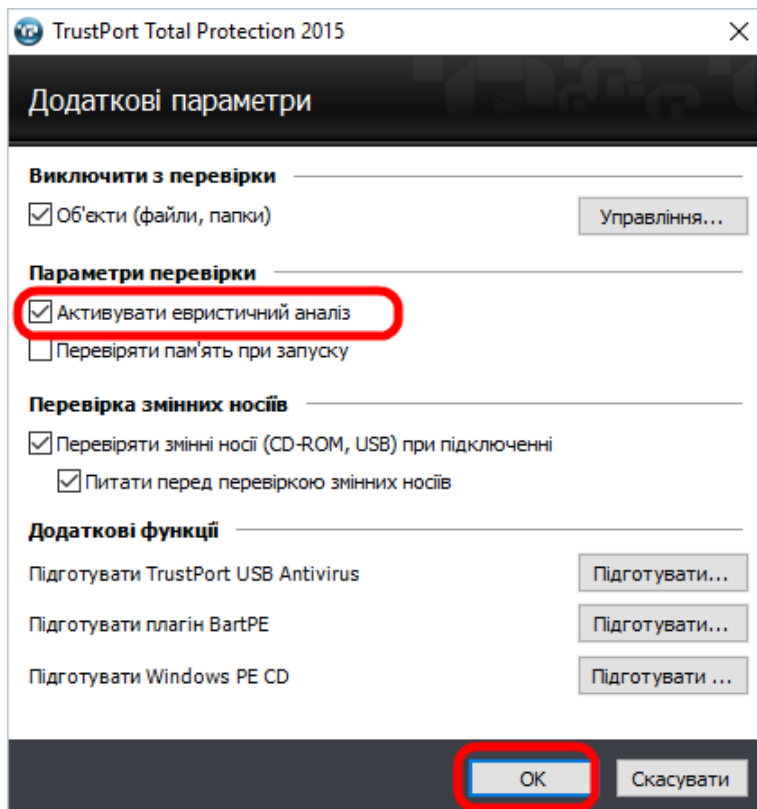 TrustPort Total Protection 2015
Додаткові параметри
Виключити з перевірки
Об'єкти (файли, папки)
Управління...
Параметри перевірки
Активувати евристичний аналіз
Перевіряти пам'ять при запуску
Перевірка змінних носіїв
Перевіряти змінні носії (CD-ROM, USB) при підключенні
Питати перед перевіркою змінних носіїв
Додаткові функції
Підготувати TrustPort USB Antivirus
Підготувати...
Підготувати плагін BartPE
Підготувати...
Підготувати Windows PE CD
Підготувати ...
ОК
Скасувати